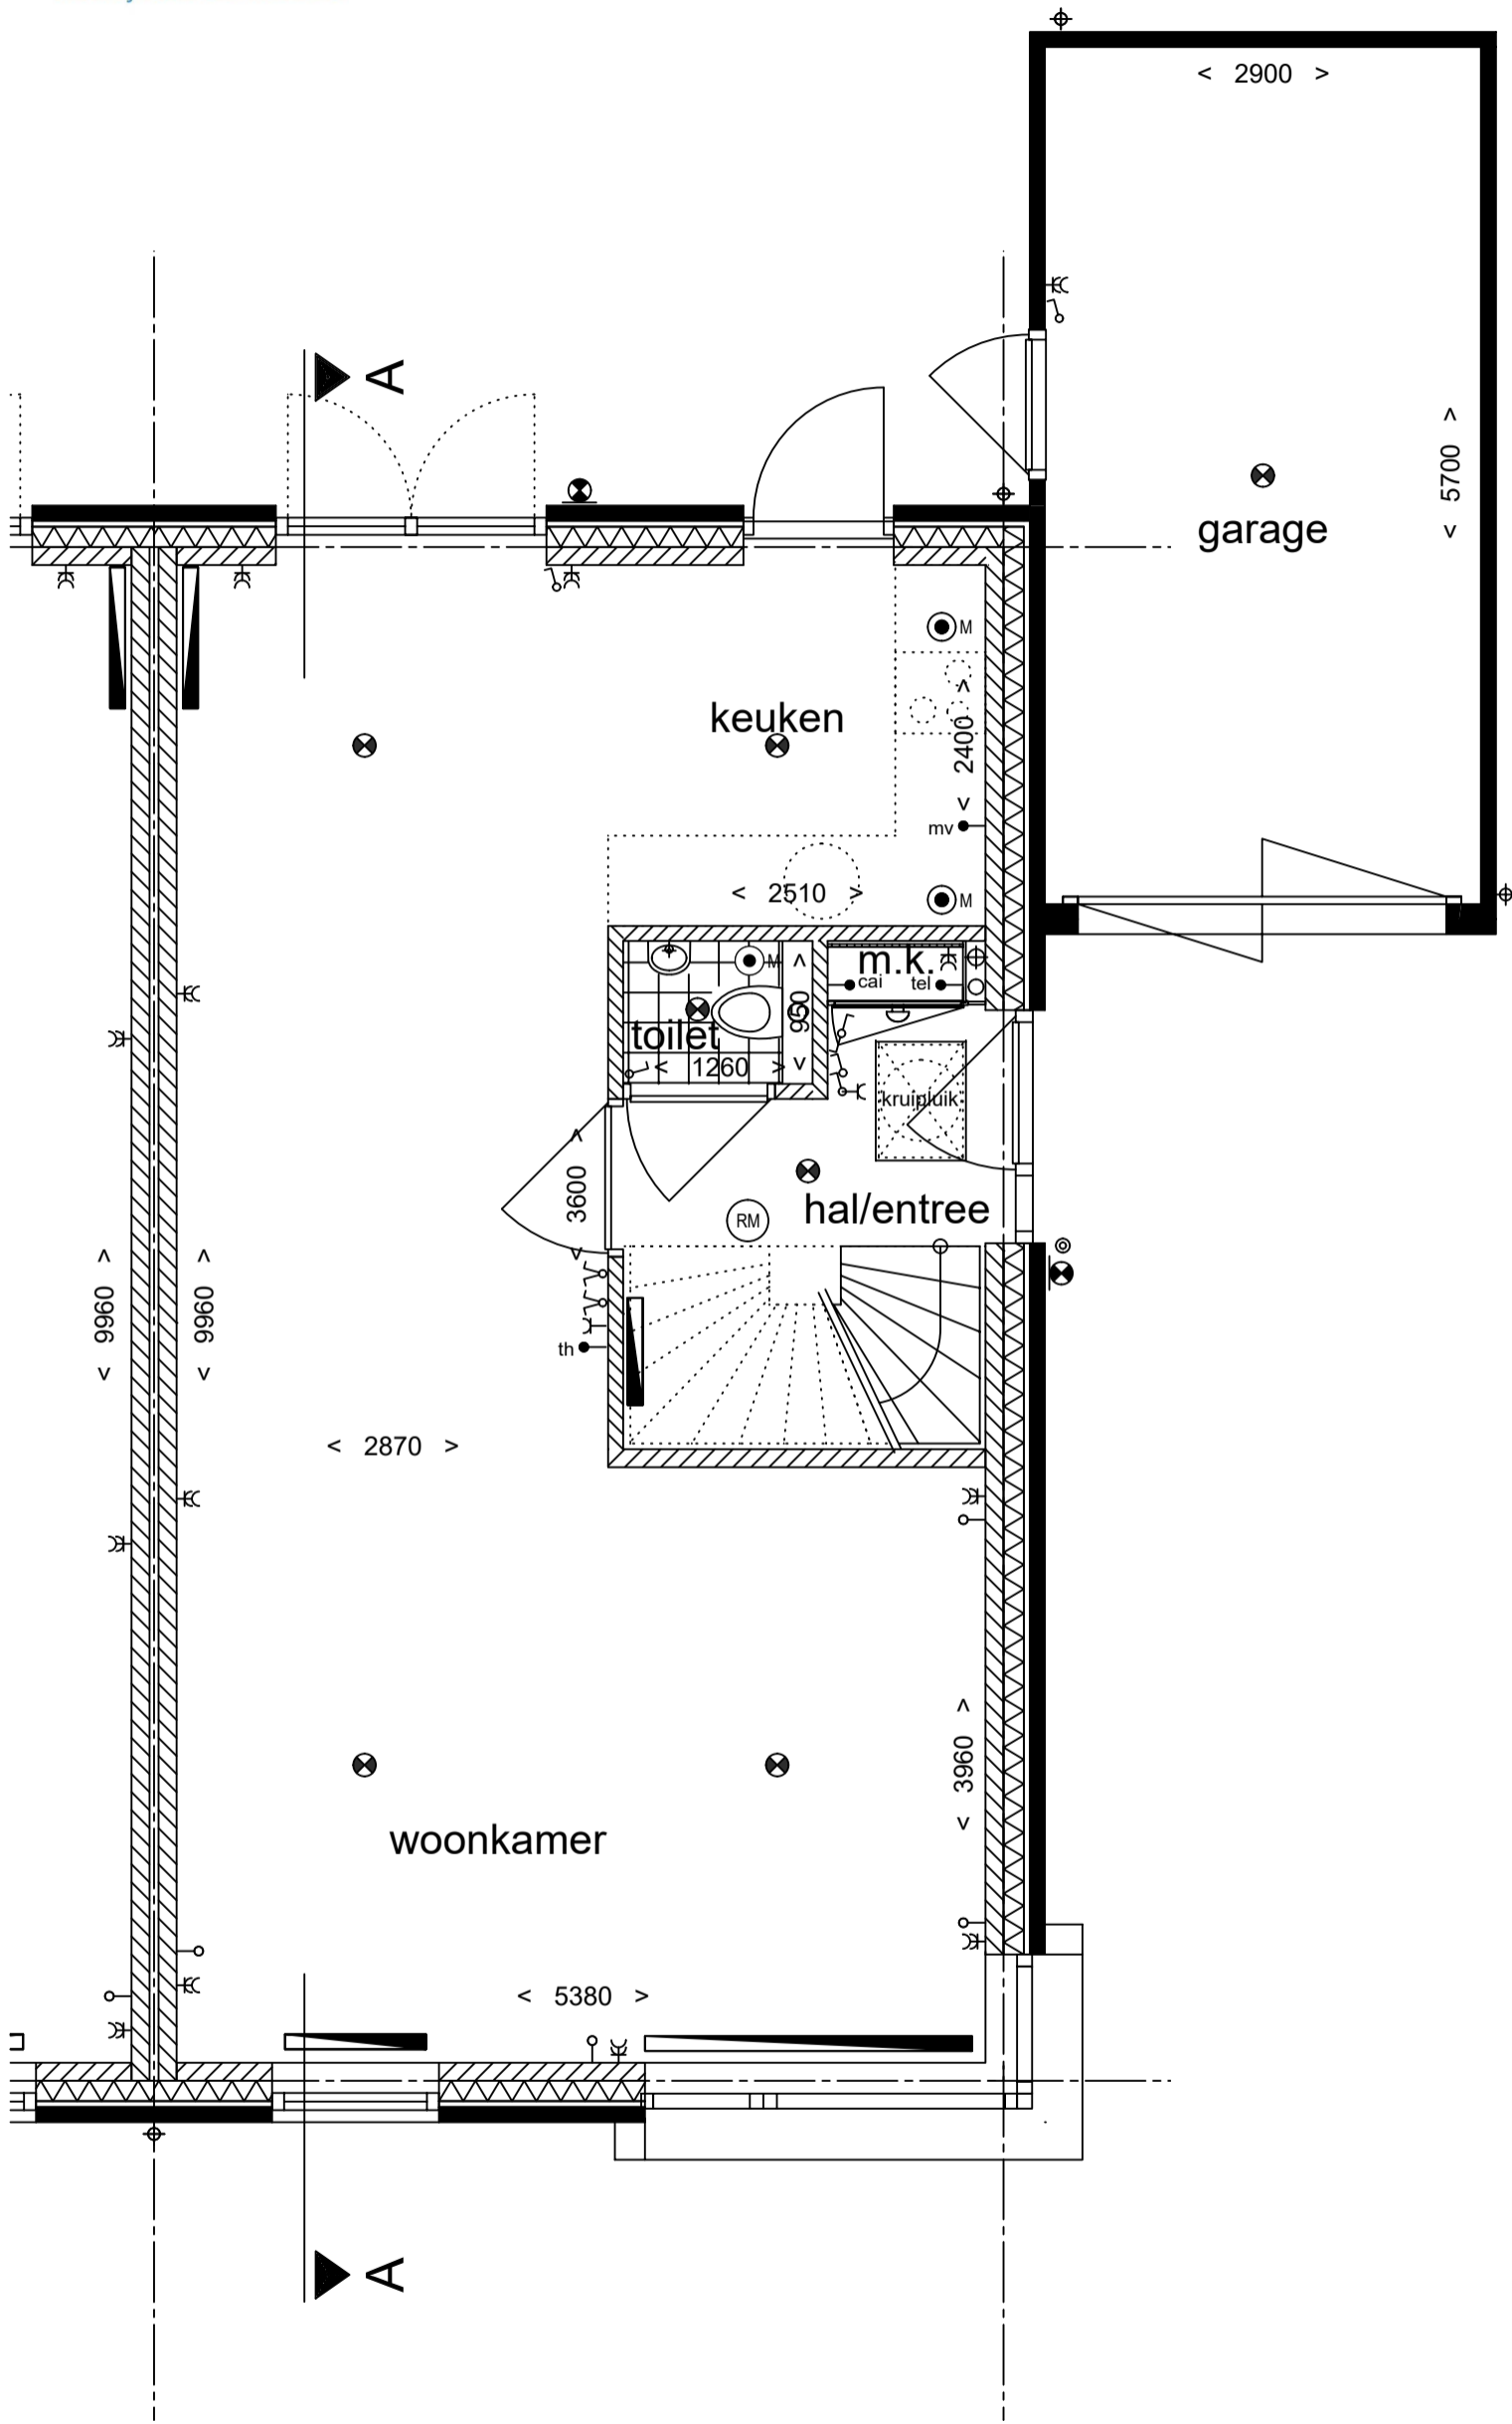 < 2900 >
A
< 5700 >
garage
M
keuken
< 2400 >
mv
< 2510 >
M
M
m.k.
cai
tel
< 950 >
toilet
< 1260 >
kruipluik
< 3600 >
hal/entree
RM
< 9960 >
< 9960 >
th
< 2870 >
< 3960 >
woonkamer
< 5380 >
A